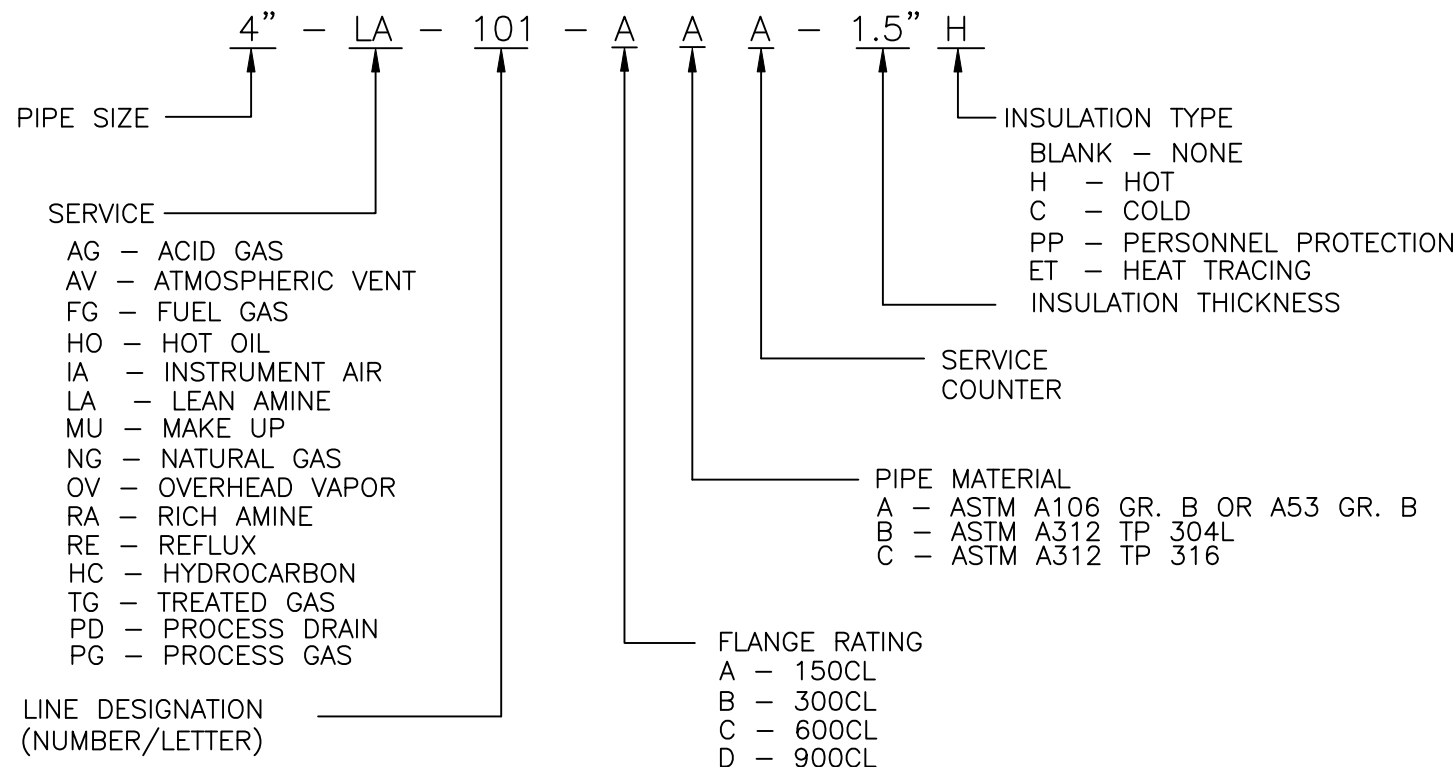 4” - LA - 101 - A A A - 1.5” H
PIPE SIZE
SERVICE
AG - ACID GAS
AV - ATMOSPHERIC VENT
FG - FUEL GAS
HO - HOT OIL
IA - INSTRUMENT AIR
LA - LEAN AMINE
MU - MAKE UP
NG - NATURAL GAS
OV - OVERHEAD VAPOR
RA - RICH AMINE
RE - REFLUX
HC - HYDROCARBON
TG - TREATED GAS
PD - PROCESS DRAIN
PG - PROCESS GAS
LINE DESIGNATION
(NUMBER/LETTER)
INSULATION TYPE
BLANK - NONE
H - HOT
C - COLD
PP - PERSONNEL PROTECTION
ET - HEAT TRACING
INSULATION THICKNESS
SERVICE
COUNTER
PIPE MATERIAL
A - ASTM A106 GR. B OR A53 GR. B
B - ASTM A312 TP 304L
C - ASTM A312 TP 316
FLANGE RATING
A - 150CL
B - 300CL
C - 600CL
D - 900CL